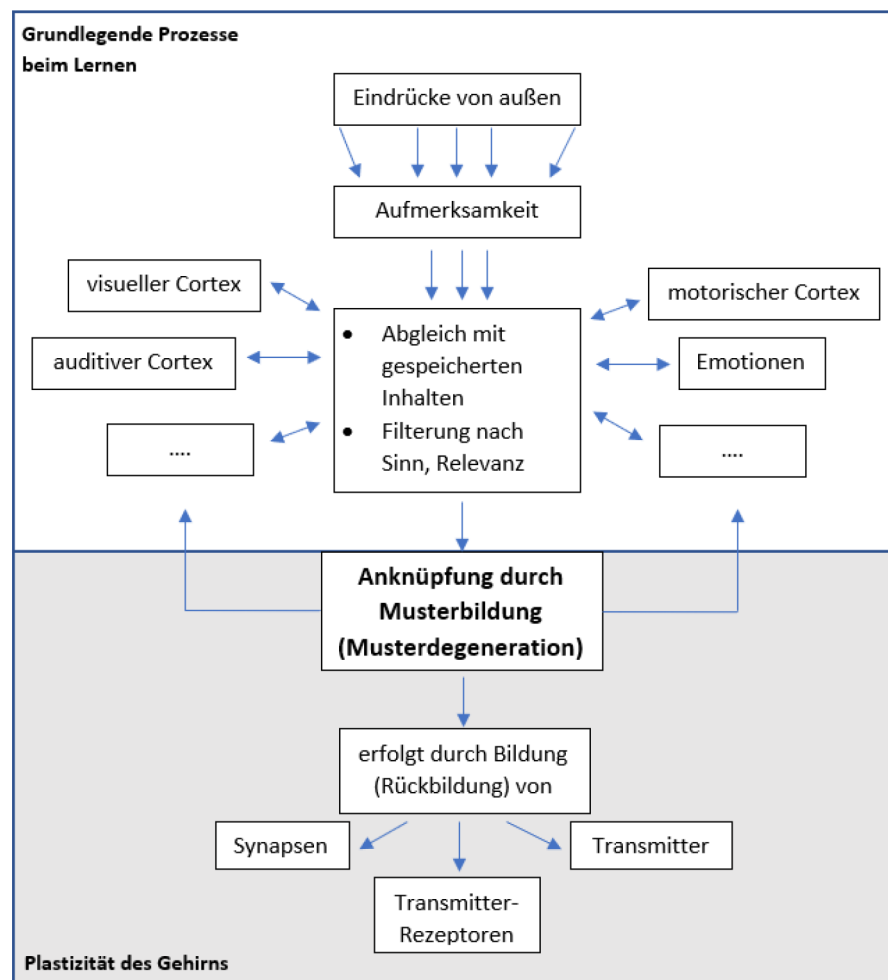 Grundlegende Prozesse
beim Lernen
Eindrücke von außen
Aufmerksamkeit
visueller Cortex
motorischer Cortex
auditiver Cortex
• Abgleich mit
gespeicherten
Inhalten
• Filterung nach
Sinn, Relevanz
Emotionen
....
....
Anknüpfung durch
Musterbildung
(Musterdegeneration)
erfolgt durch Bildung
(Rückbildung) von
Synapsen
Transmitter
Transmitter-
Rezeptoren
Plastizität des Gehirns